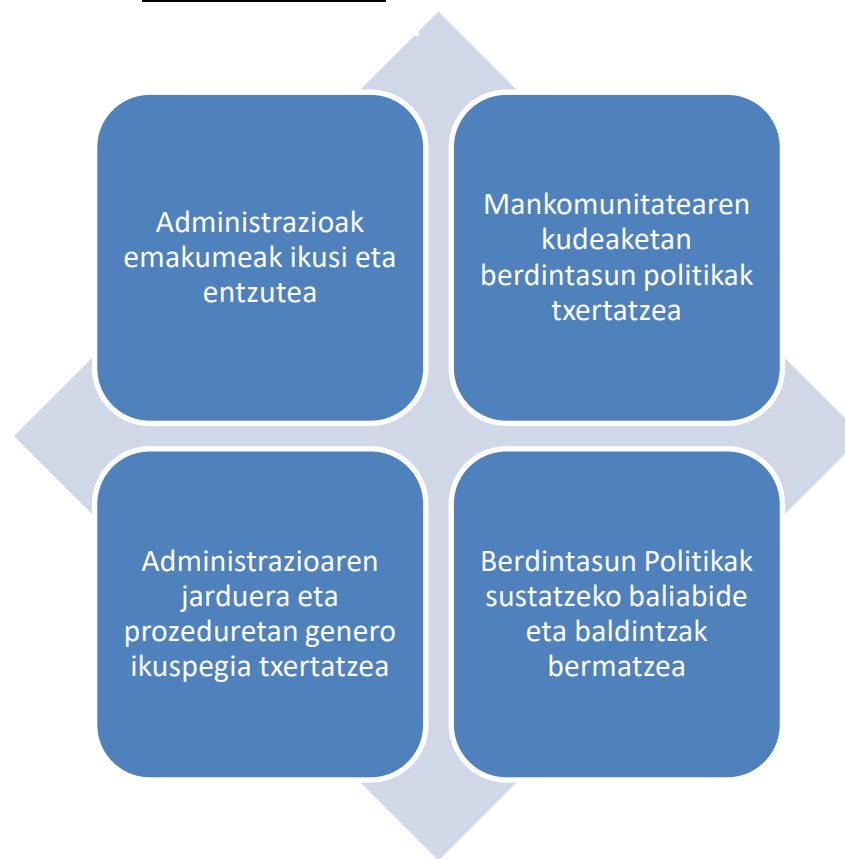 Administrazioak
emakumeak ikusi eta
entzutea
Mankomunitatearen
kudeaketan
berdintasun politikak
txertatzea
Administrazioaren
jarduera eta
prozeduretan genero
ikuspegia txertatzea
Berdintasun Politikak
sustatzeko baliabide
eta baldintzak
bermatzea